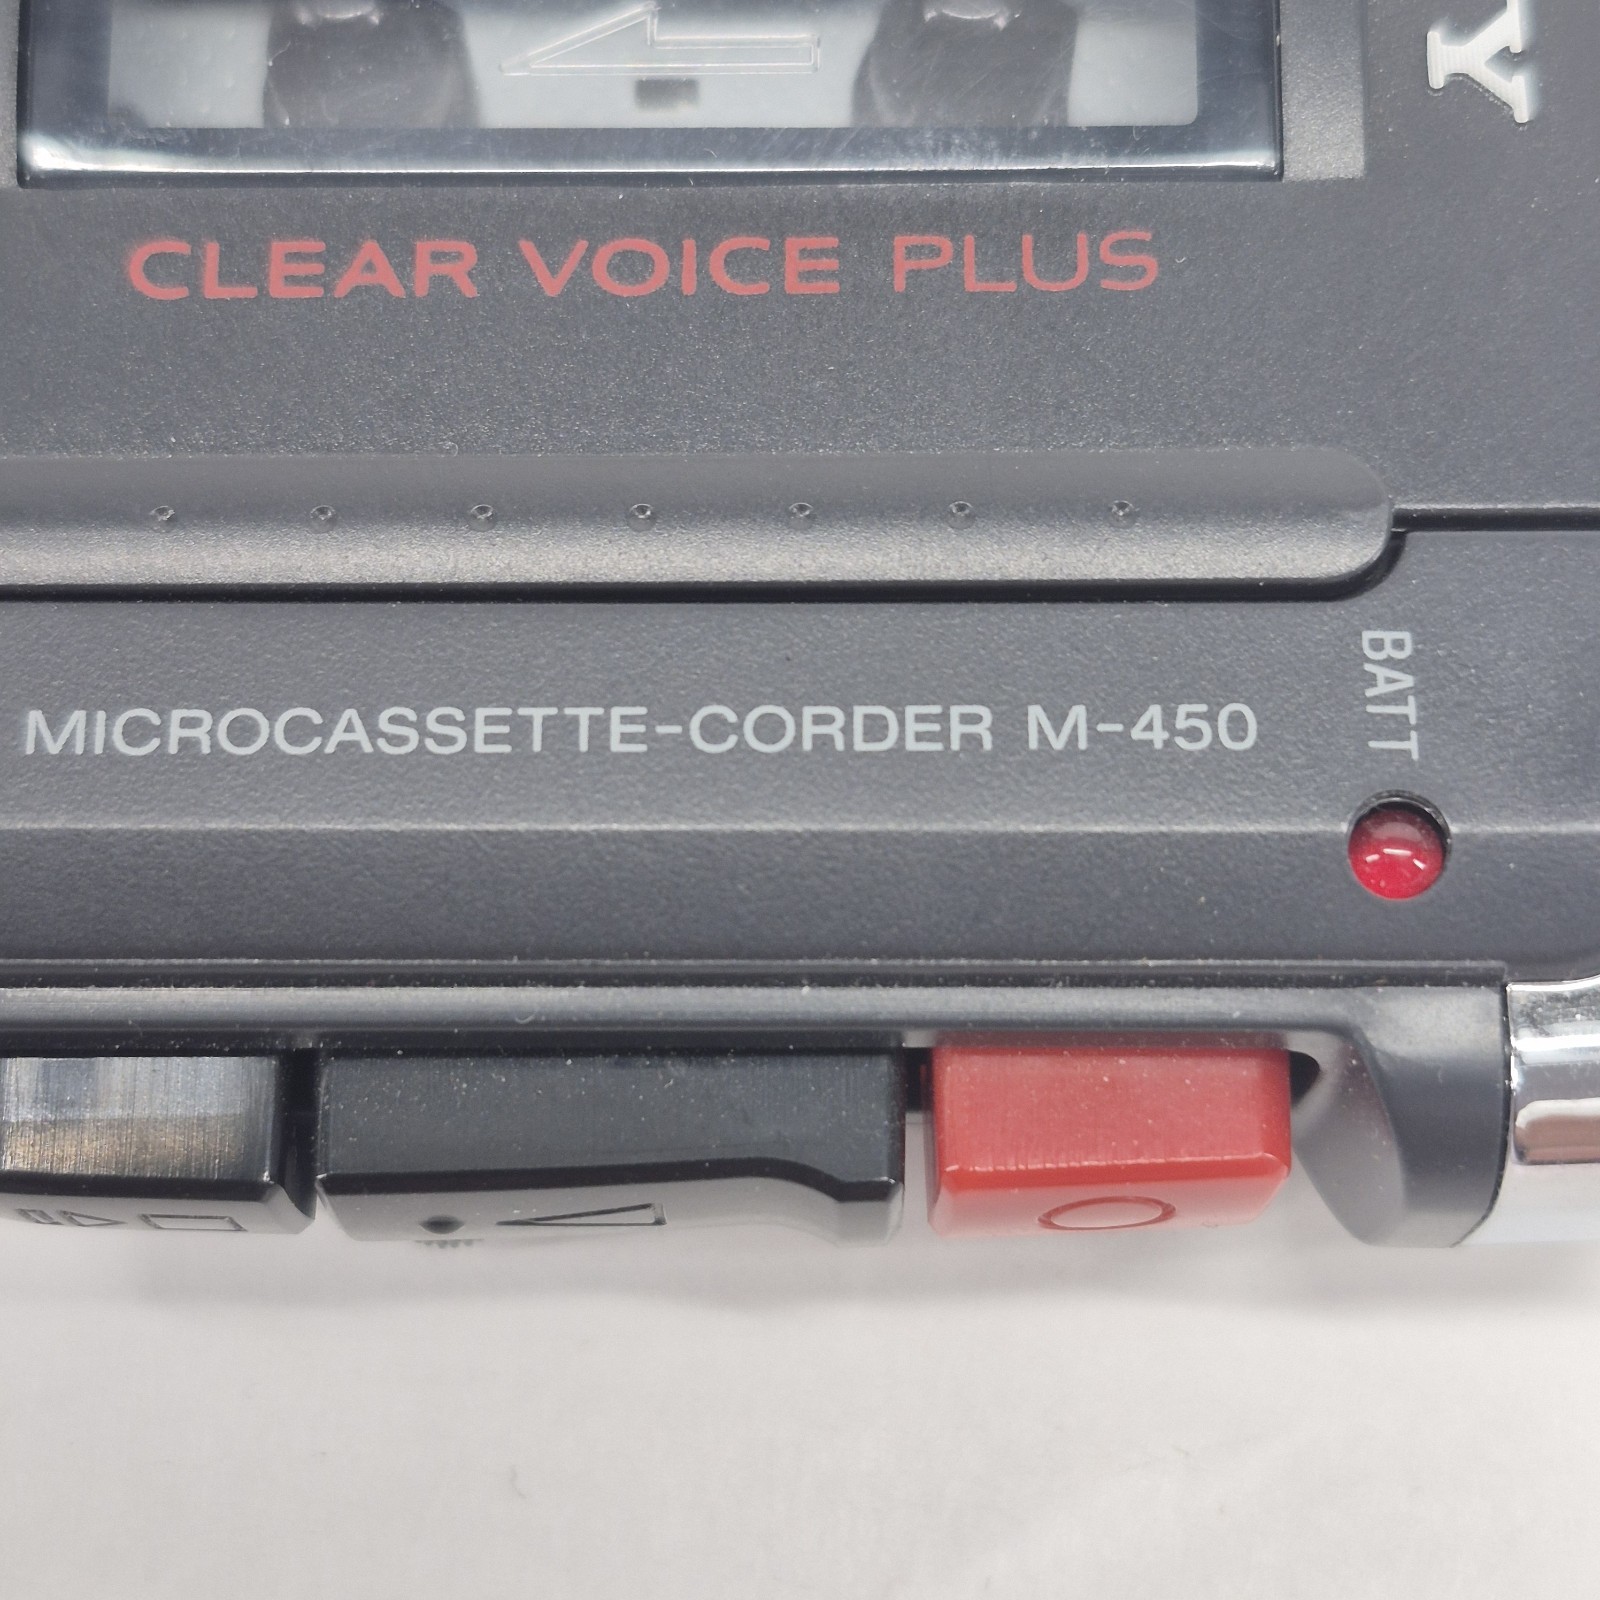 Y
CLEAR VOICE PLUS
BATT
MICROCASSETTE-CORDER M-450